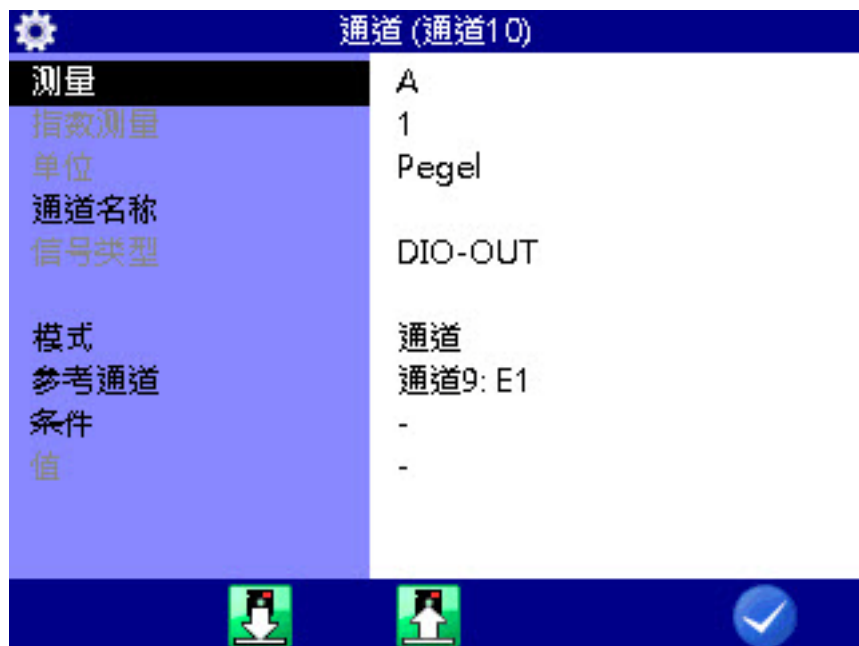 通道 (通道10)
测量 A
指数测量 1
单位 Pegel
通道名称
信号类型 DIO-OUT
模式 通道
参考通道 通道9: E1
条件 -
值 -